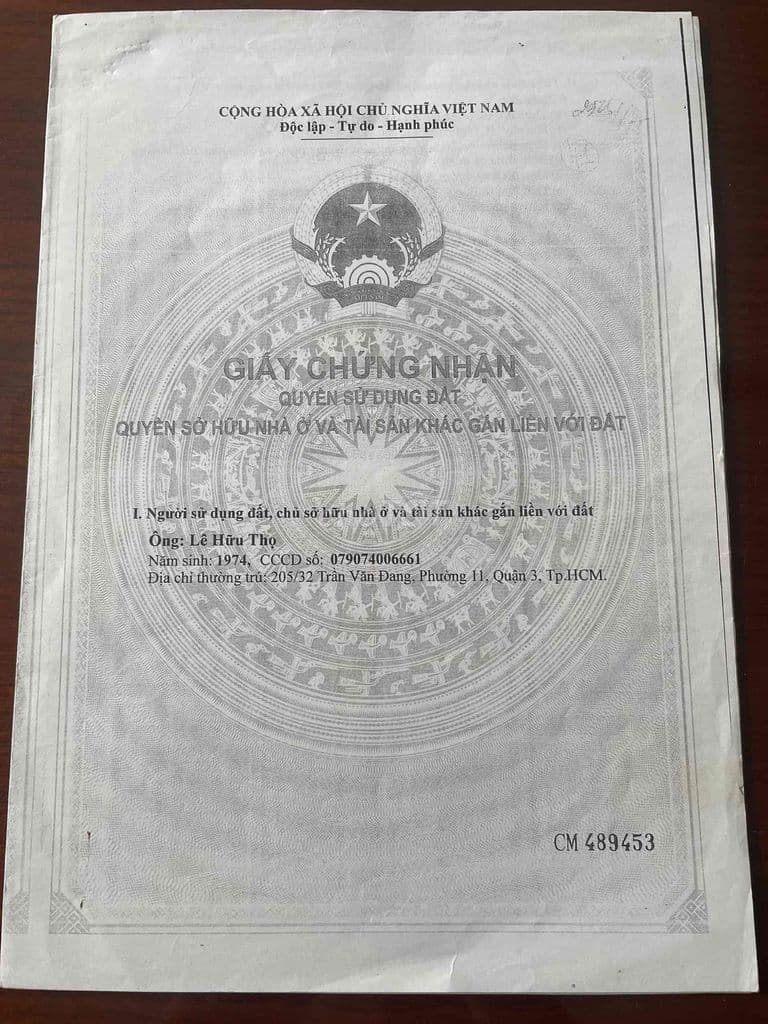 CỘNG HÒA XÃ HỘI CHỦ NGHĨA VIỆT NAM
Độc lập - Tự do - Hạnh phúc
VIỆT NAM
GIẤY CHỨNG NHẬN
QUYỀN SỬ DỤNG ĐẤT
QUYỀN SỞ HỮU NHÀ Ở VÀ TÀI SẢN KHÁC GẮN LIỀN VỚI ĐẤT
I. Người sử dụng đất, chủ sở hữu nhà ở và tài sản khác gắn liền với đất
Ông: Lê Hữu Thọ
Năm sinh: 1974, CCCD số: 079074006661
Địa chỉ thường trú: 205/32 Trần Văn Đang, Phường 11, Quận 3, Tp.HCM.
CM 489453